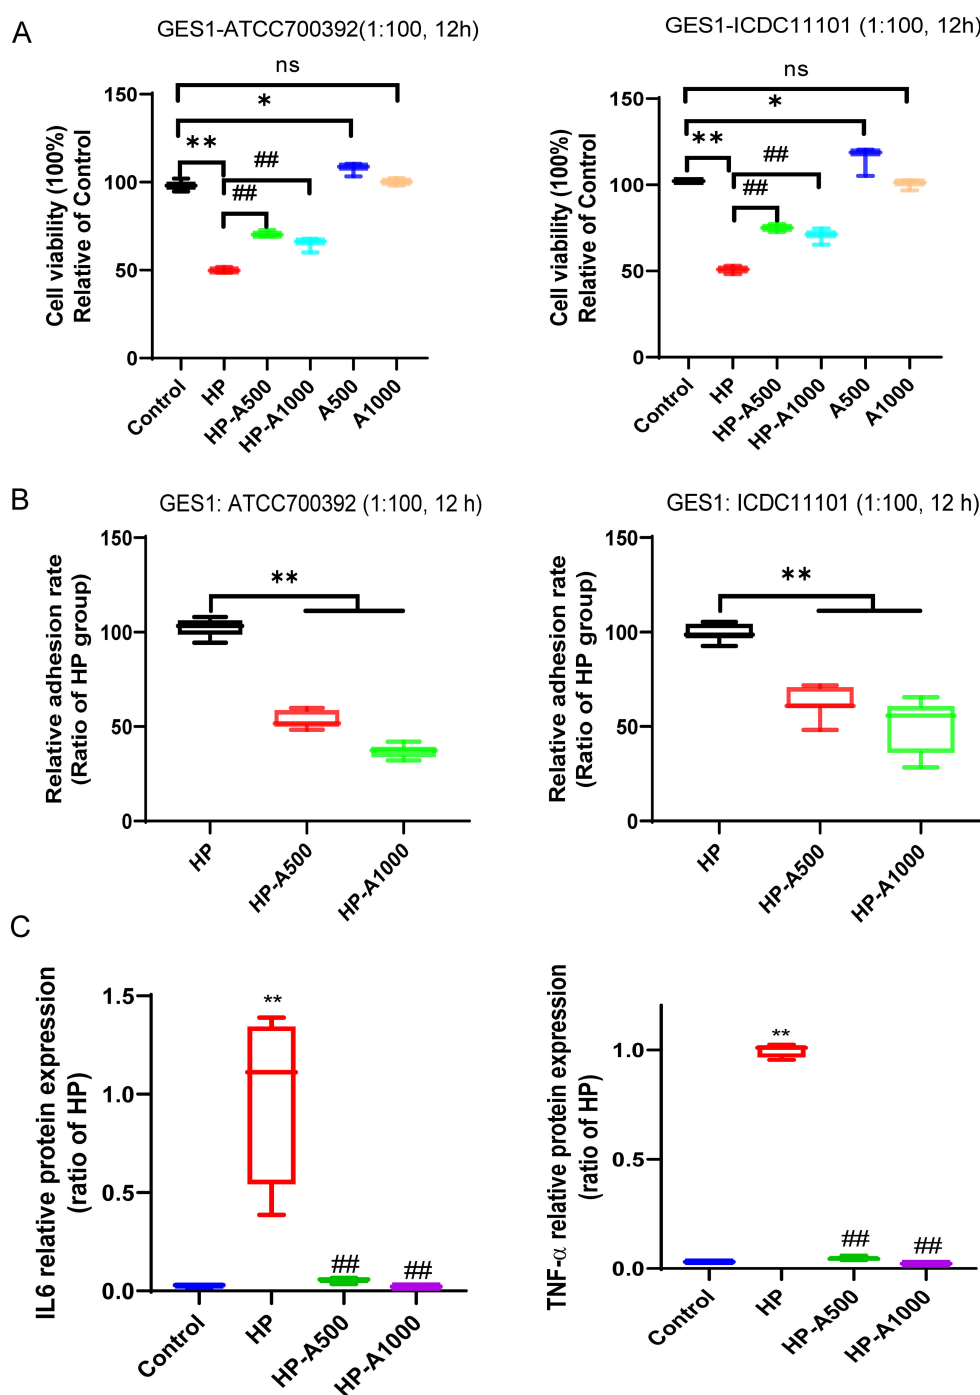 A
GES1-ATCC700392(1:100, 12h)
ns
*
**
##
##
150
100
50
0
Cell viability (100%)
Relative of Control
Control
HP
HP-A500
HP-A1000
A500
A1000
GES1-ICDC11101 (1:100, 12h)
ns
*
**
##
##
150
100
50
0
Cell viability (100%)
Relative of Control
Control
HP
HP-A500
HP-A1000
A500
A1000
B
GES1: ATCC700392 (1:100, 12 h)
**
150
100
50
0
Relative adhesion rate
(Ratio of HP group)
HP
HP-A500
HP-A1000
GES1: ICDC11101 (1:100, 12 h)
**
150
100
50
0
Relative adhesion rate
(Ratio of HP group)
HP
HP-A500
HP-A1000
C
**
##
##
1.5
1.0
0.5
0.0
IL6 relative protein expression
(ratio of HP)
Control
HP
HP-A500
HP-A1000
**
##
##
1.0
0.5
0.0
TNF-α relative protein expression
(ratio of HP)
Control
HP
HP-A500
HP-A1000